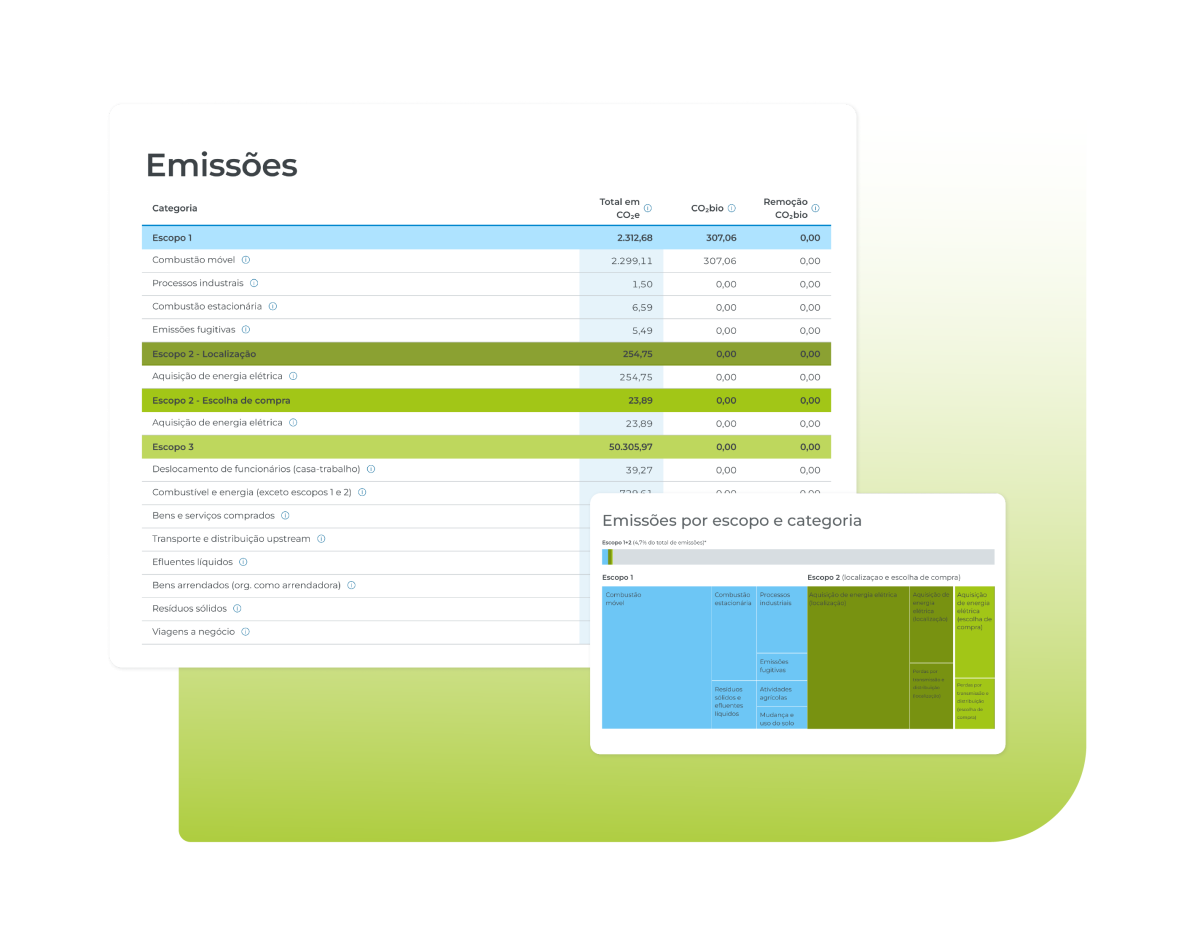 Emissões
Categoria Total em CO₂e CO₂bio Remoção CO₂bio
Escopo 1 2.312,68 307,06 0,00
Combustão móvel 2.299,11 307,06 0,00
Processos industrais 1,50 0,00 0,00
Combustão estacionária 6,59 0,00 0,00
Emissões fugitivas 5,49 0,00 0,00
Escopo 2 - Localização 254,75 0,00 0,00
Aquisição de energia elétrica 254,75 0,00 0,00
Escopo 2 - Escolha de compra 23,89 0,00 0,00
Aquisição de energia elétrica 23,89 0,00 0,00
Escopo 3 50.305,97 0,00 0,00
Deslocamento de funcionários (casa-trabalho) 39,27 0,00 0,00
Combustível e energia (exceto escopos 1 e 2)
Bens e serviços comprados
Transporte e distribuição upstream
Efluentes líquidos
Bens arrendados (org. como arrendadora)
Resíduos sólidos
Viagens a negócio
Emissões por escopo e categoria
Escopo 1+2 (4,7% do total de emissões)*
Escopo 1
Combustão
móvel
Combustão
estacionária
Processos
industriais
Emissões
fugitivas
Resíduos
sólidos e
efluentes
líquidos
Atividades
agrícolas
Mudança e
uso do solo
Escopo 2 (localizaçao e escolha de compra)
Aquisição de energia elétrica
(localização)
Aquisição de
energia
elétrica
(localização)
Perdas por
transmissão e
distribuição
(localização)
Aquisição
de energia
elétrica
(escolha de
compra)
Perdas por
transmissão e
distribuição
(escolha de
compra)